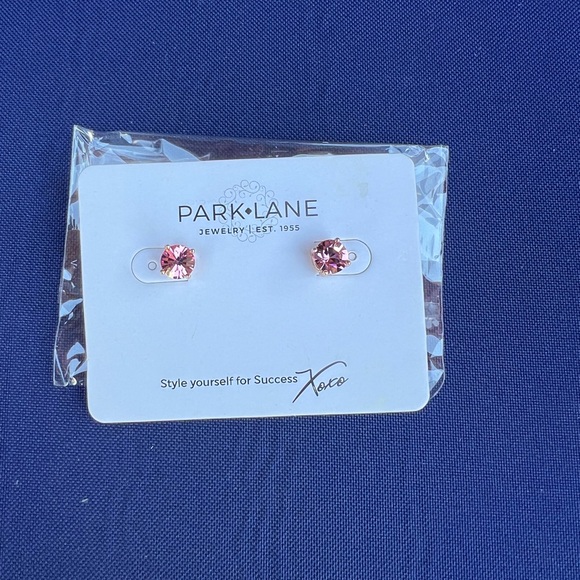 PARK♦LANE
JEWELRY | EST. 1955
Style yourself for Success Xoxo